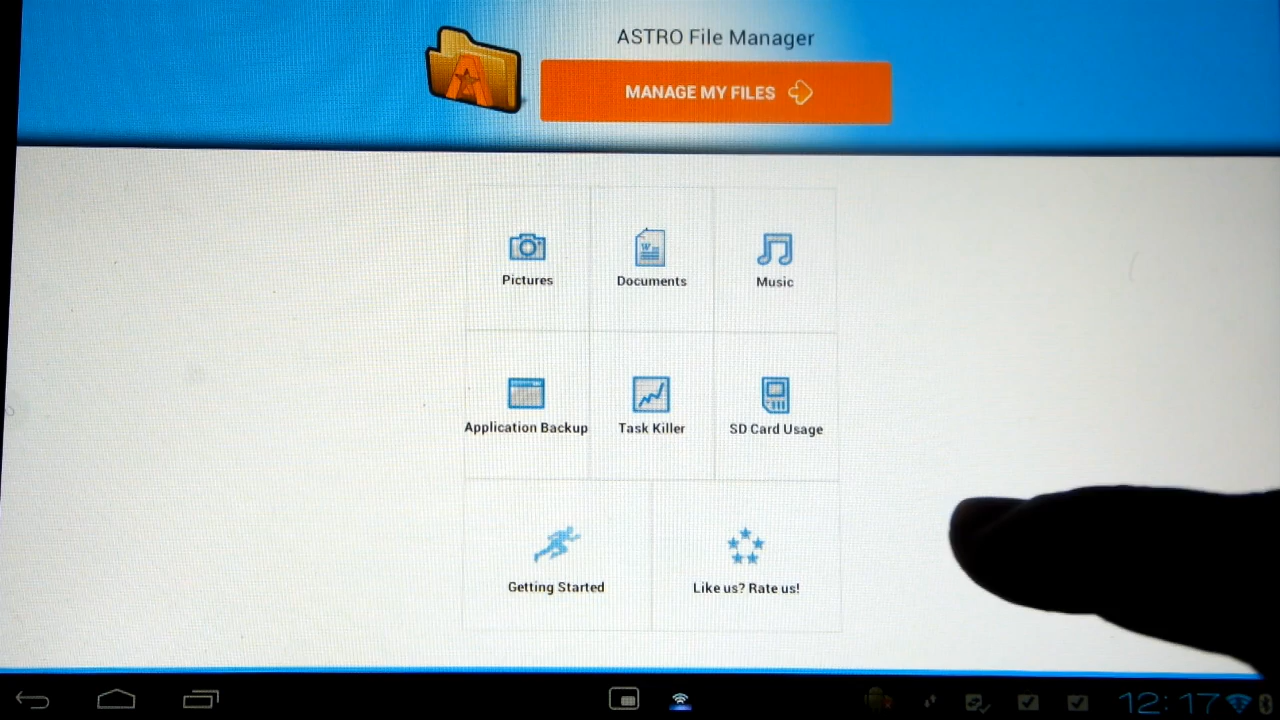 ASTRO File Manager
MANAGE MY FILES
Pictures
Documents
Music
Application Backup
Task Killer
SD Card Usage
Getting Started
Like us? Rate us!
12:17